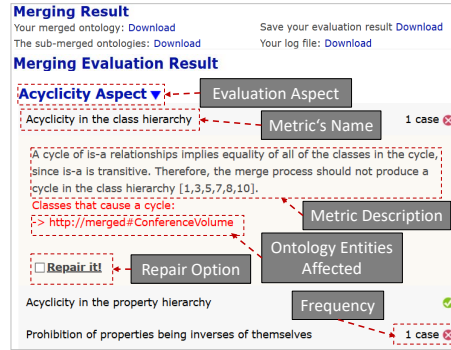 Merging Result
Your merged ontology: Download Save your evaluation result Download
The sub-merged ontologies: Download Your log file: Download
Merging Evaluation Result
Acyclicity Aspect ▼ Evaluation Aspect
Acyclicity in the class hierarchy Metric's Name 1 case
A cycle of is-a relationships implies equality of all of the classes in the cycle,
since is-a is transitive. Therefore, the merge process should not produce a
cycle in the class hierarchy [1,3,5,7,8,10].
Classes that cause a cycle: Metric Description
-> http://merged#ConferenceVolume
Ontology Entities
Affected
Repair it! Repair Option
Acyclicity in the property hierarchy Frequency
Prohibition of properties being inverses of themselves 1 case